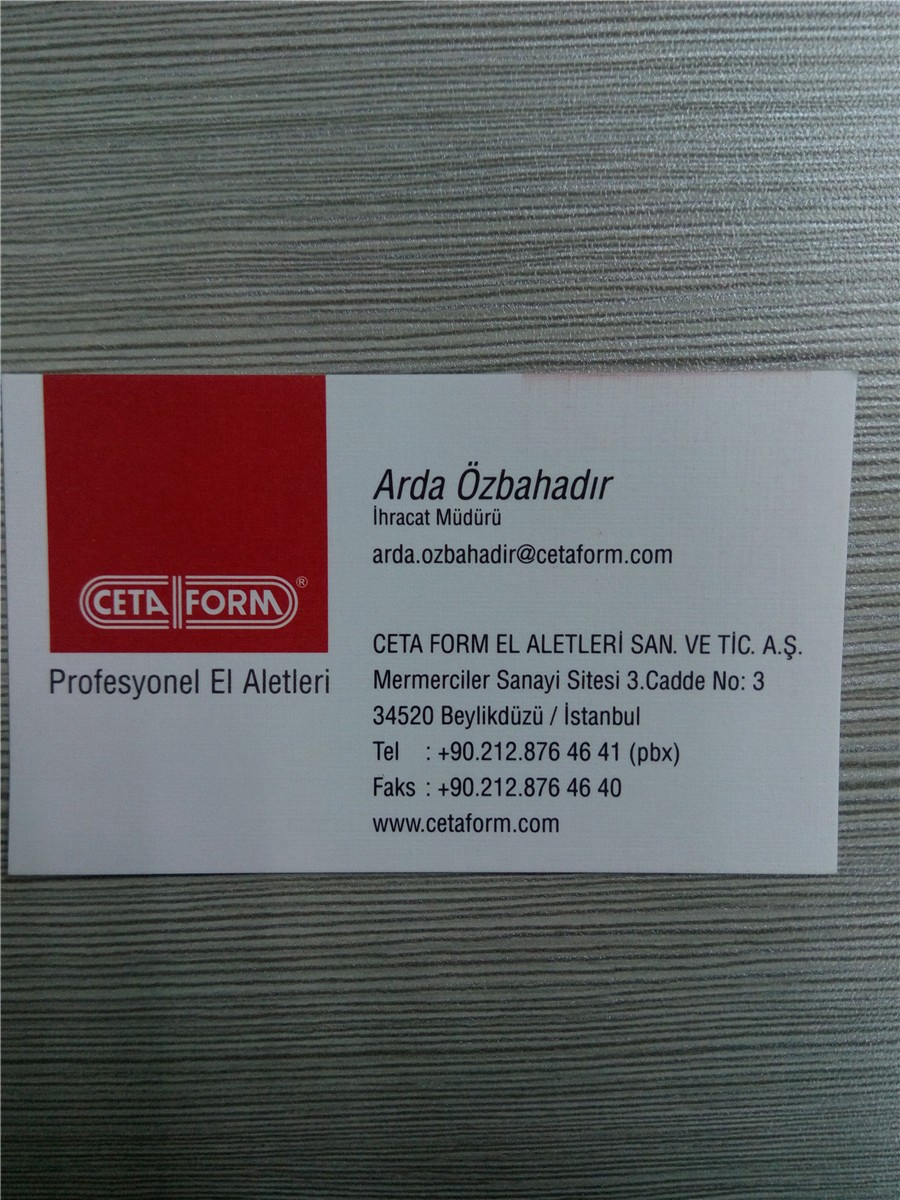 CETA FORM®
Profesyonel El Aletleri
Arda Özbahadır
İhracat Müdürü
arda.ozbahadir@cetaform.com
CETA FORM EL ALETLERİ SAN. VE TİC. A.Ş.
Mermerciler Sanayi Sitesi 3.Cadde No: 3
34520 Beylikdüzü / İstanbul
Tel : +90.212.876 46 41 (pbx)
Faks : +90.212.876 46 40
www.cetaform.com